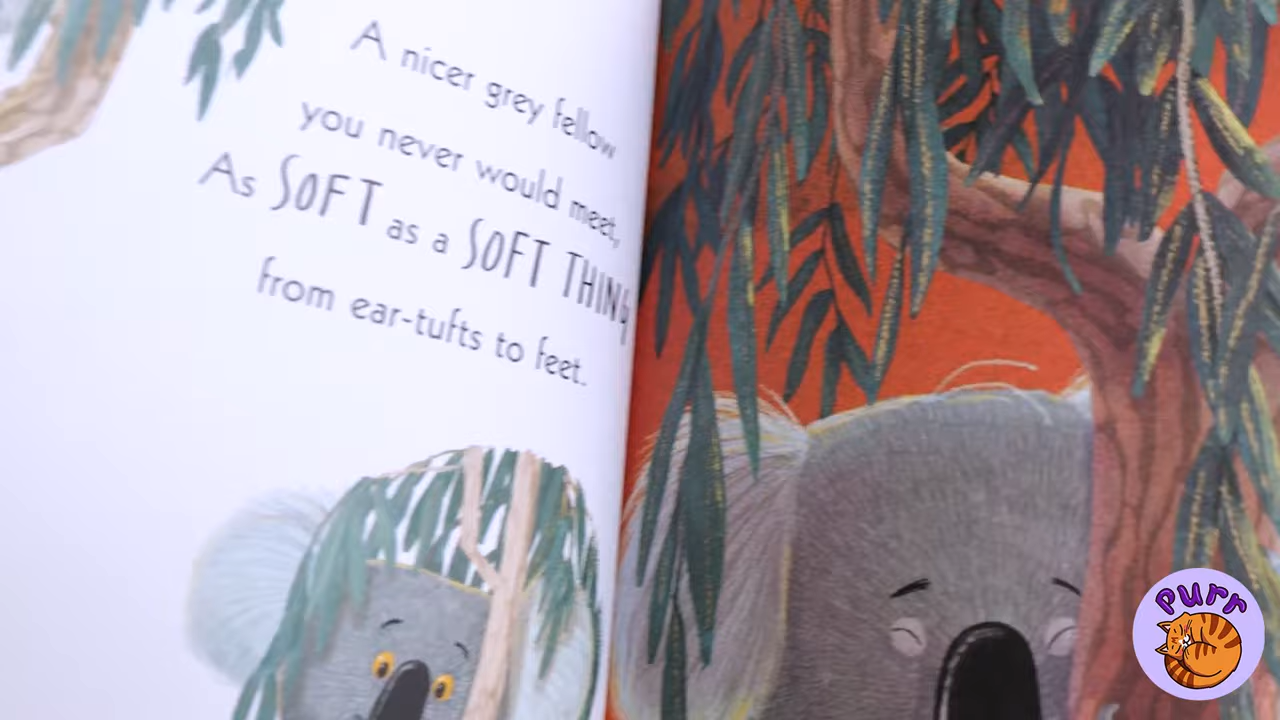 A nicer grey fellow
you never would meet,
As SOFT as a SOFT THING
from ear-tufts to feet.
purr